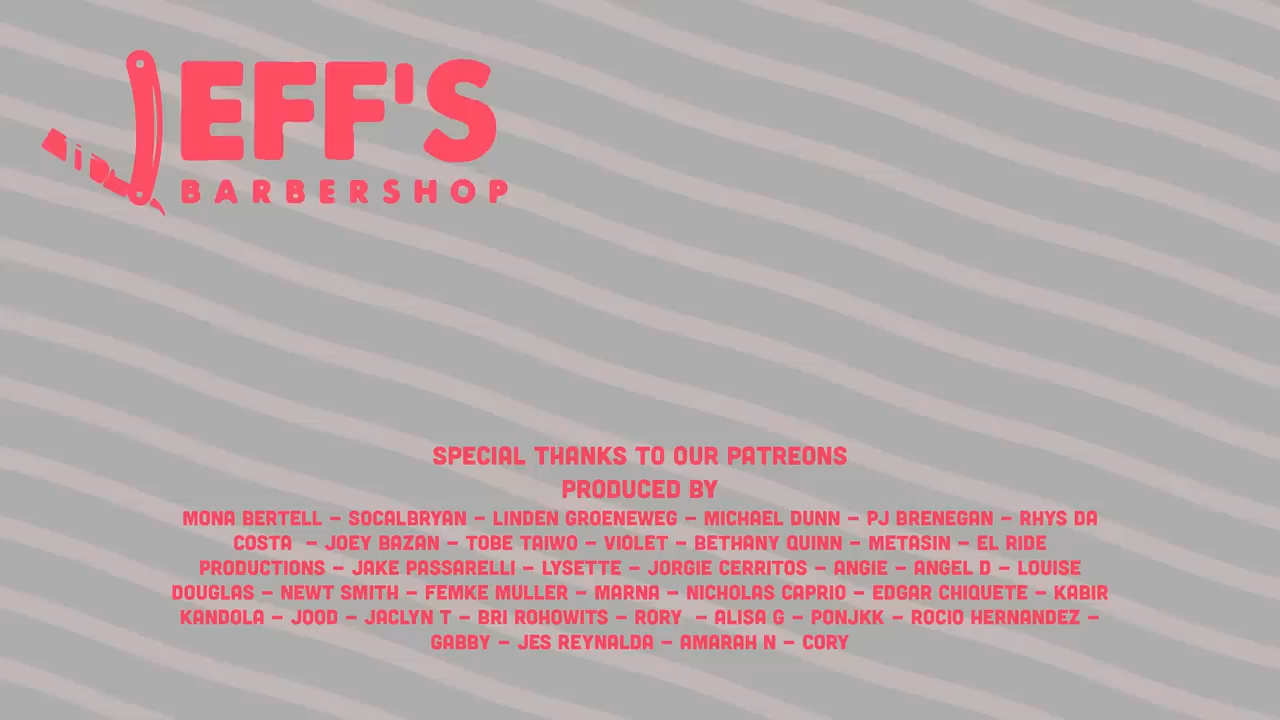 JEFF'S
BARBERSHOP
SPECIAL THANKS TO OUR PATREONS
PRODUCED BY
MONA BERTELL – SOCALBRYAN – LINDEN GROENEWEG – MICHAEL DUNN – PJ BRENEGAN – RHYS DA
COSTA – JOEY BAZAN – TOBE TAIWO – VIOLET – BETHANY QUINN – METASIN – EL RIDE
PRODUCTIONS – JAKE PASSARELLI – LYSETTE – JORGIE CERRITOS – ANGIE – ANGEL D – LOUISE
DOUGLAS – NEWT SMITH – FEMKE MULLER – MARNA – NICHOLAS CAPRIO – EDGAR CHIQUETE – KABIR
KANDOLA – JOOD – JACLYN T – BRI ROHOWITS – RORY – ALISA G – PONJKK – ROCIO HERNANDEZ –
GABBY – JES REYNALDA – AMARAH N – CORY